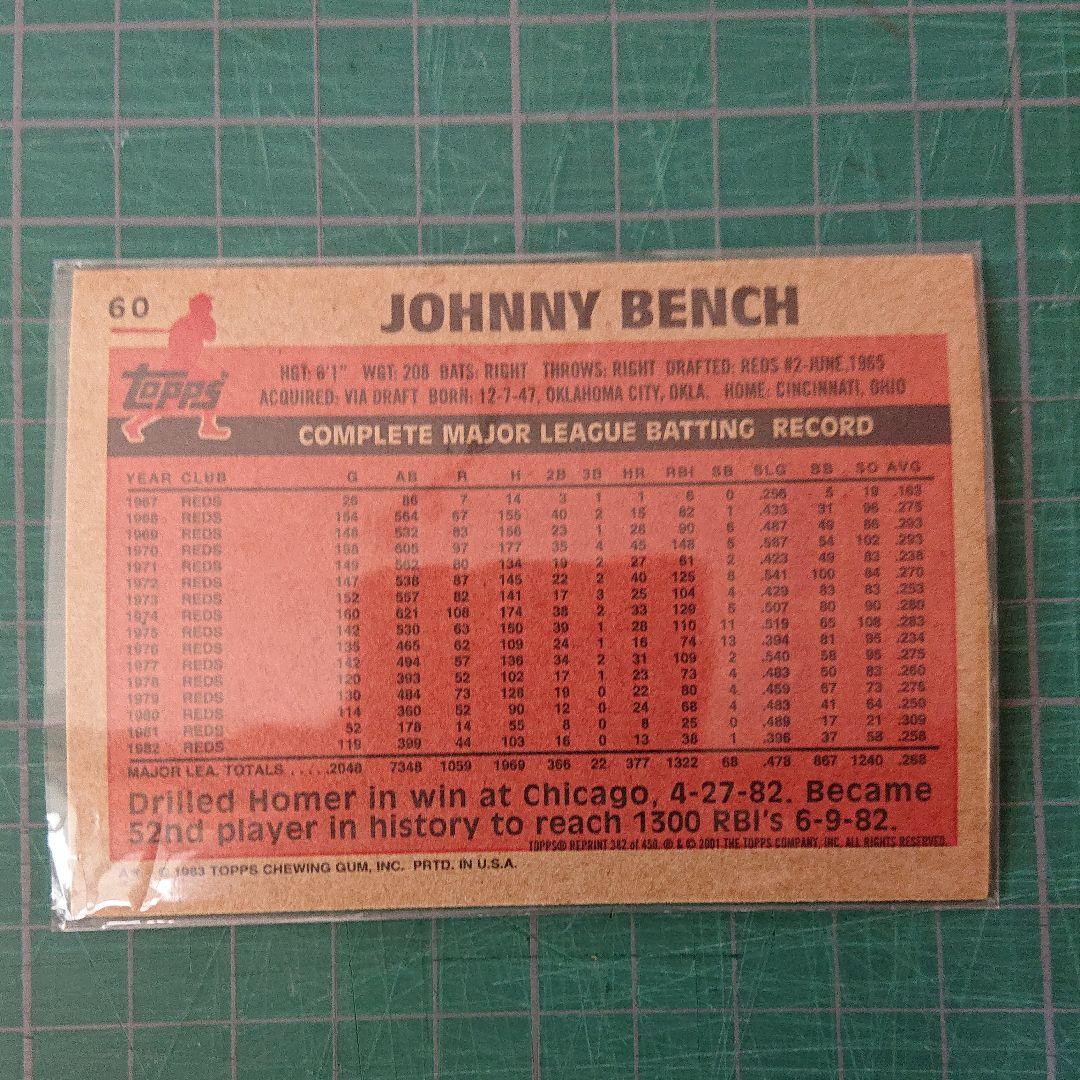 60
JOHNNY BENCH
Topps
HGT: 6'1" WGT: 208 BATS: RIGHT THROWS: RIGHT DRAFTED: REDS #2-JUNE, 1965
ACQUIRED: VIA DRAFT BORN: 12-7-47, OKLAHOMA CITY, OKLA. HOME: CINCINNATI, OHIO
COMPLETE MAJOR LEAGUE BATTING RECORD
YEAR CLUB G AB R H 2B 3B HR RBI SB SLG BB SO AVG
1967 REDS 26 86 7 14 3 1 1 6 0 .256 5 19 .163
1968 REDS 154 564 67 155 40 2 15 82 1 .433 31 96 .275
1969 REDS 148 532 83 156 23 1 26 90 6 .487 49 86 .293
1970 REDS 158 605 97 177 35 4 45 148 5 .587 54 102 .293
1971 REDS 149 562 80 134 19 2 27 61 2 .423 49 83 .238
1972 REDS 147 538 87 145 22 2 40 125 6 .541 100 84 .270
1973 REDS 152 557 82 141 17 3 25 104 4 .429 83 83 .253
1974 REDS 160 621 108 174 38 2 33 129 5 .507 80 90 .280
1975 REDS 142 530 83 150 39 1 28 110 11 .519 65 108 .283
1976 REDS 135 465 62 109 24 1 16 74 13 .394 81 95 .234
1977 REDS 142 494 67 136 34 2 31 109 2 .540 58 95 .275
1978 REDS 120 393 52 102 17 1 23 73 4 .483 50 83 .260
1979 REDS 130 464 73 128 19 0 22 80 4 .459 67 73 .276
1980 REDS 114 360 52 90 12 0 24 68 4 .483 41 64 .250
1981 REDS 52 178 14 55 8 0 8 25 0 .489 17 21 .309
1982 REDS 119 399 44 103 16 0 13 38 1 .396 37 58 .258
MAJOR LEA. TOTALS .....2048 7348 1059 1969 366 22 377 1322 68 .478 867 1240 .268
Drilled Homer in win at Chicago, 4-27-82. Became
52nd player in history to reach 1300 RBI's 6-9-82.
TOPPS® REPRINT 382 of 450. ® & © 2001 THE TOPPS COMPANY, INC. ALL RIGHTS RESERVED.
© 1983 TOPPS CHEWING GUM, INC. PRTD. IN U.S.A.